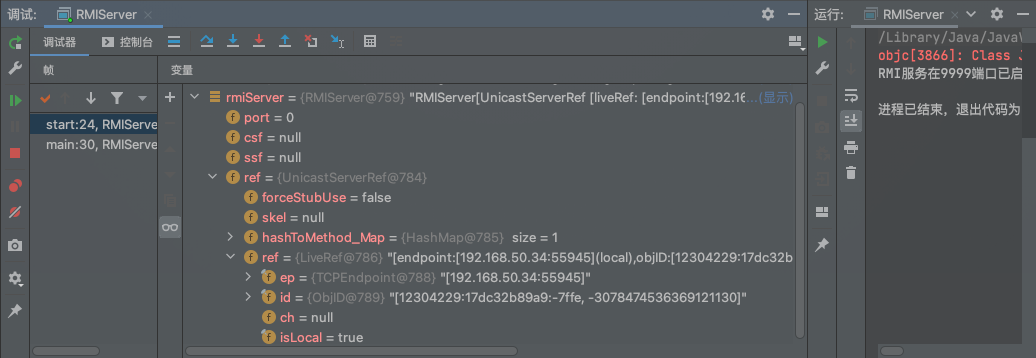 调试: RMIServer
调试器 控制台
帧 变量
start:24, RMIServe
main:30, RMIServe
rmiServer = {RMIServer@759} "RMIServer[UnicastServerRef [liveRef: [endpoint:[192.16...(显示)
port = 0
csf = null
ssf = null
ref = {UnicastServerRef@784}
forceStubUse = false
skel = null
hashToMethod_Map = {HashMap@785} size = 1
ref = {LiveRef@786} "[endpoint:[192.168.50.34:55945](local),objID:[12304229:17dc32b
ep = {TCPEndpoint@788} "[192.168.50.34:55945]"
id = {ObjID@789} "[12304229:17dc32b89a9:-7ffe, -3078474536369121130]"
ch = null
isLocal = true
运行: RMIServer
/Library/Java/JavaV
objc[3866]: Class J
RMI服务在9999端口已启
进程已结束，退出代码为